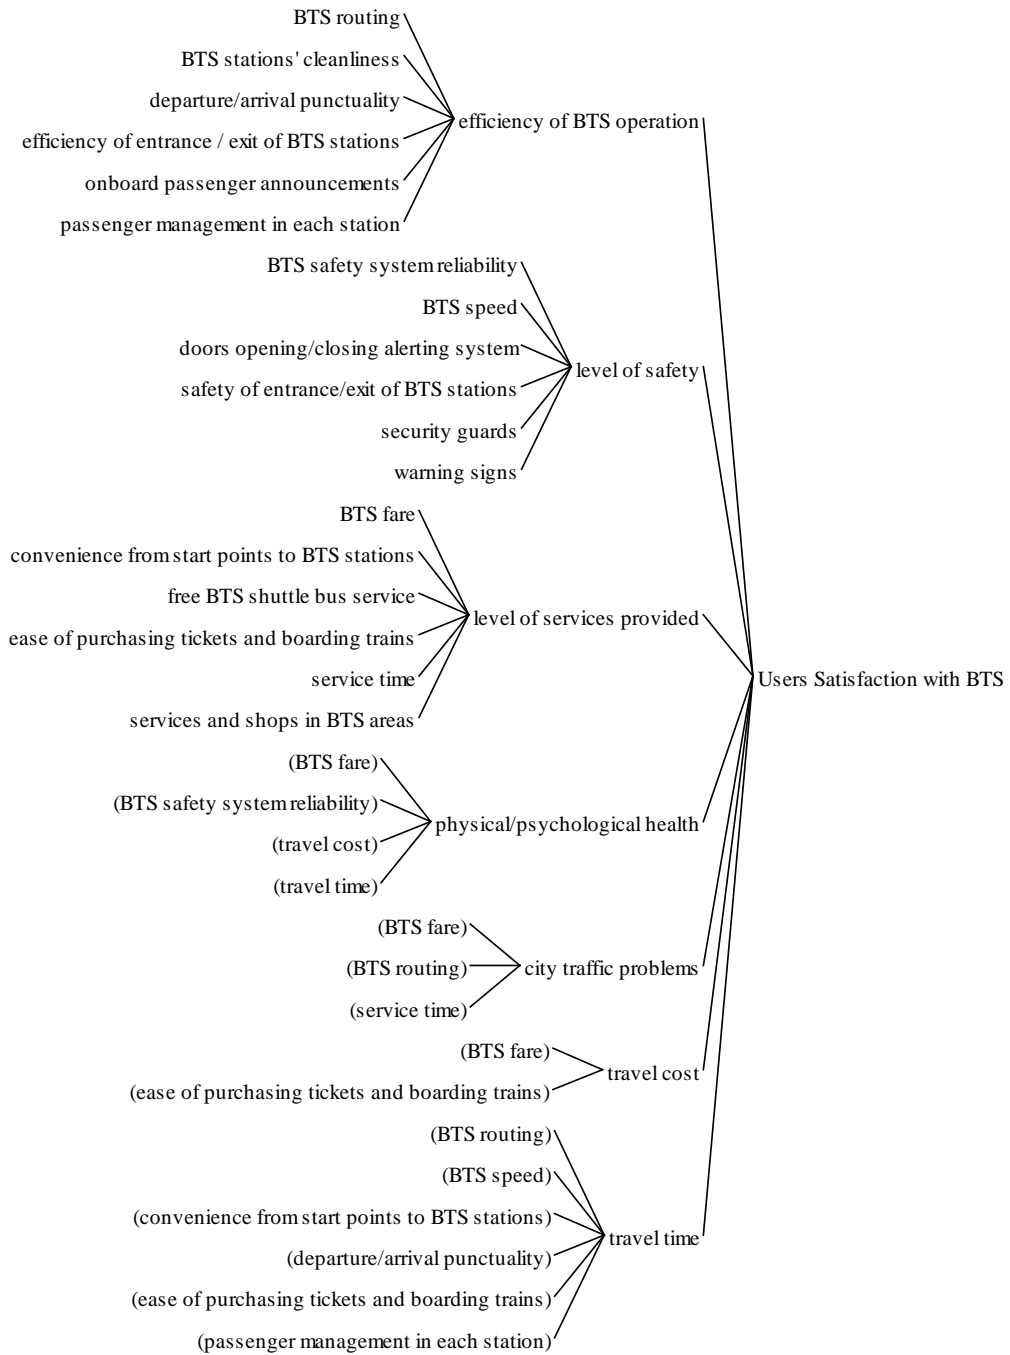 BTS routing
BTS stations' cleanliness
departure/arrival punctuality
efficiency of BTS operation
efficiency of entrance / exit of BTS stations
onboard passenger announcements
passenger management in each station
BTS safety system reliability
BTS speed
doors opening/closing alerting system
level of safety
safety of entrance/exit of BTS stations
security guards
warning signs
BTS fare
convenience from start points to BTS stations
free BTS shuttle bus service
level of services provided
ease of purchasing tickets and boarding trains
service time
Users Satisfaction with BTS
services and shops in BTS areas
(BTS fare)
(BTS safety system reliability)
physical/psychological health
(travel cost)
(travel time)
(BTS fare)
(BTS routing)
city traffic problems
(service time)
(BTS fare)
travel cost
(ease of purchasing tickets and boarding trains)
(BTS routing)
(BTS speed)
(convenience from start points to BTS stations)
travel time
(departure/arrival punctuality)
(ease of purchasing tickets and boarding trains)
(passenger management in each station)